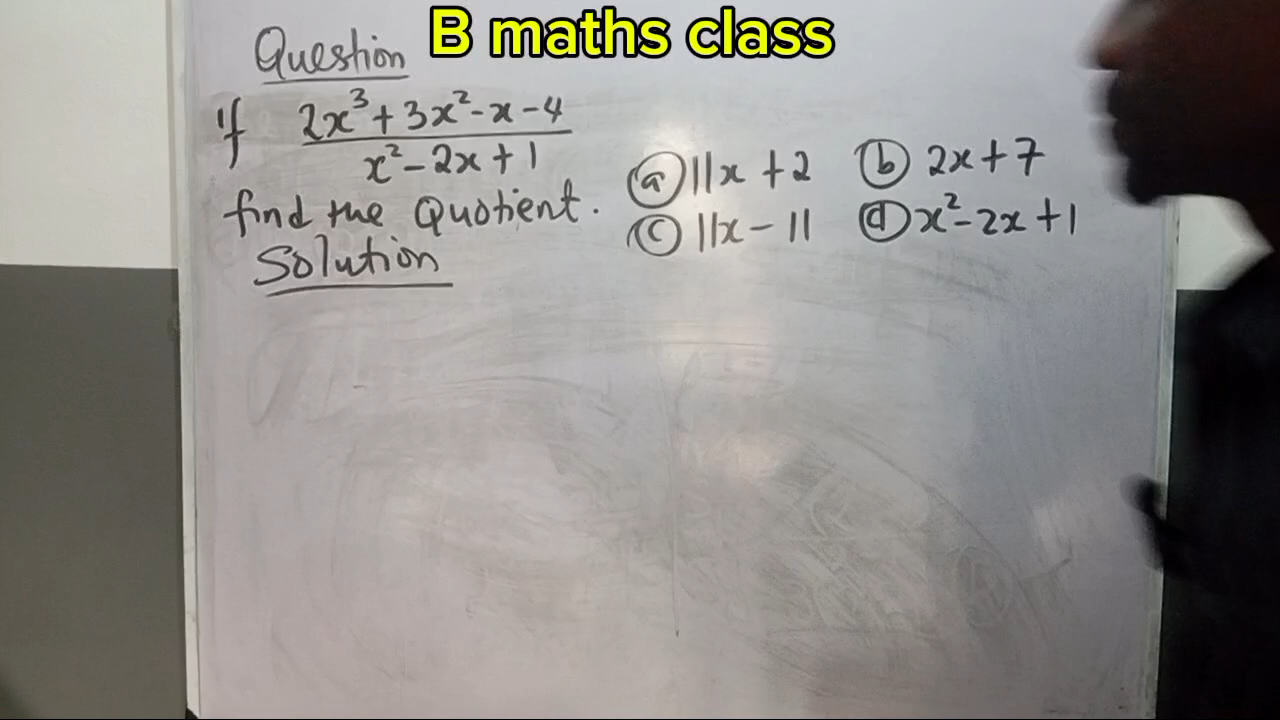 B maths class
Question
If 2x³ + 3x² - x - 4
x² - 2x + 1
find the Quotient.
(a) 11x + 2 (b) 2x + 7
(c) 11x - 11 (d) x² - 2x + 1
Solution